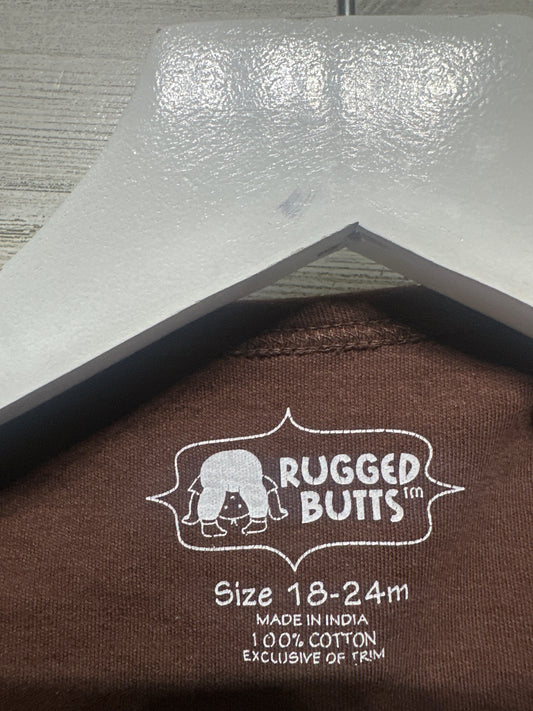 RUGGED
BUTTS™
Size 18-24m
MADE IN INDIA
100% COTTON
EXCLUSIVE OF TRIM